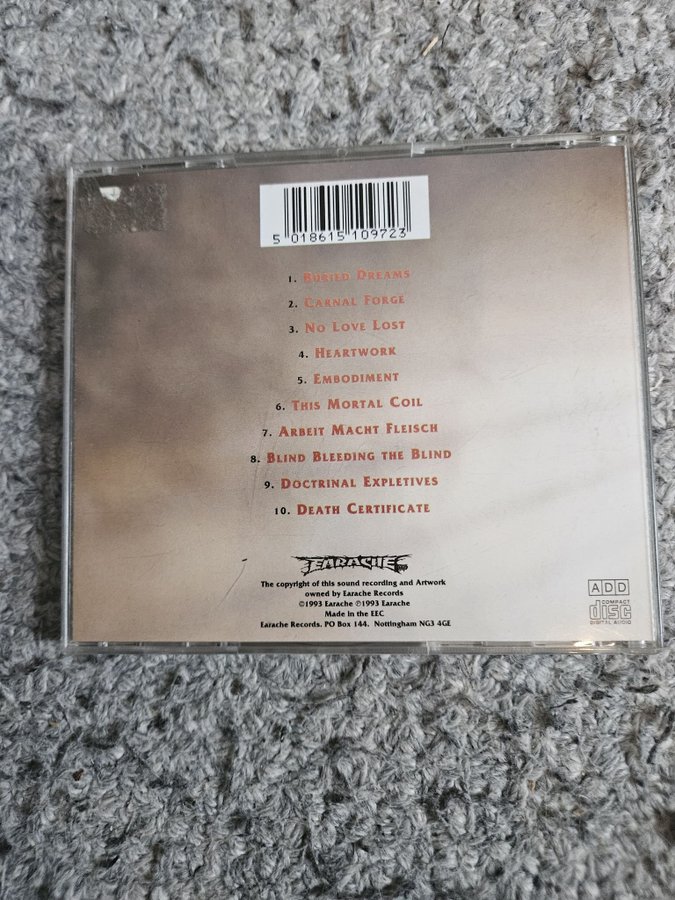 5 018615 109723
1. Buried Dreams
2. Carnal Forge
3. No Love Lost
4. Heartwork
5. Embodiment
6. This Mortal Coil
7. Arbeit Macht Fleisch
8. Blind Bleeding the Blind
9. Doctrinal Expletives
10. Death Certificate
EARACHE
The copyright of this sound recording and Artwork
owned by Earache Records
©1993 Earache ℗1993 Earache
Made in the EEC
Earache Records. PO Box 144. Nottingham NG3 4GE
ADD
COMPACT
disc
DIGITAL AUDIO